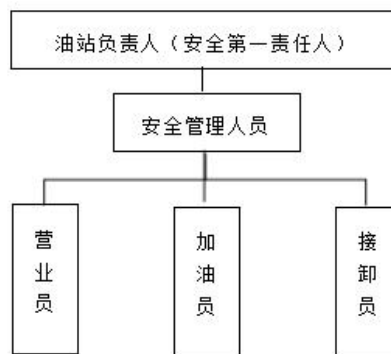 油站负责人（安全第一责任人）
安全管理人员
营业员
加油员
接卸员